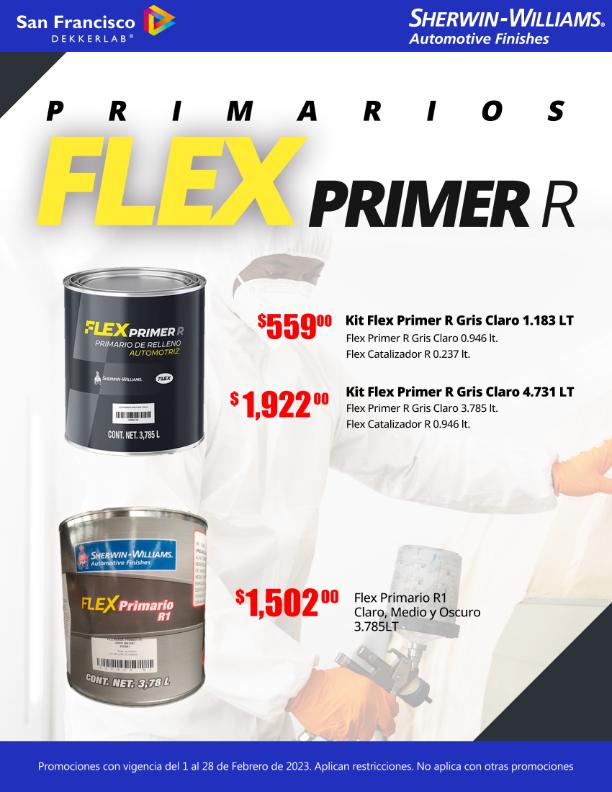 San Francisco
DEKKERLAB®
SHERWIN-WILLIAMS®
Automotive Finishes
PRIMARIOS
FLEX PRIMER R
FLEX PRIMER R
PRIMARIO DE RELLENO
AUTOMOTRIZ
SHERWIN-WILLIAMS. FLEX
CONT. NET. 3,785 L
$559.00 Kit Flex Primer R Gris Claro 1.183 LT
Flex Primer R Gris Claro 0.946 lt.
Flex Catalizador R 0.237 lt.
$1,922.00 Kit Flex Primer R Gris Claro 4.731 LT
Flex Primer R Gris Claro 3.785 lt.
Flex Catalizador R 0.946 lt.
SHERWIN-WILLIAMS.
Automotive Finishes
FLEX Primario
R1
CONT. NET. 3,78 L
$1,502.00 Flex Primario R1
Claro, Medio y Oscuro
3.785LT
Promociones con vigencia del 1 al 28 de Febrero de 2023. Aplican restricciones. No aplica con otras promociones